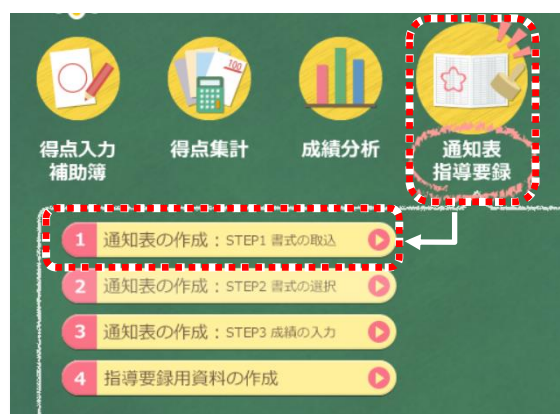 100
得点入力
補助簿
得点集計
成績分析
通知表
指導要録
1 通知表の作成：STEP1 書式の取込
2 通知表の作成：STEP2 書式の選択
3 通知表の作成：STEP3 成績の入力
4 指導要録用資料の作成